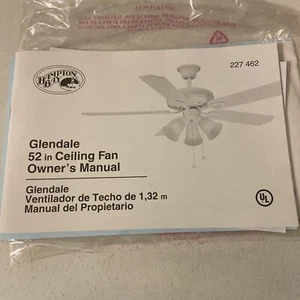 HAMPTON
BAY
227 462
Glendale
52 in Ceiling Fan
Owner's Manual
Glendale
Ventilador de Techo de 1,32 m
Manual del Propietario
UL